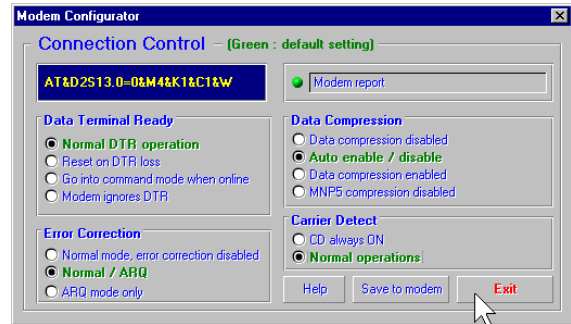 Modem Configurator
Connection Control – (Green : default setting)
AT&D2S13.0=0&M4&K1&C1&W
Modem report
Data Terminal Ready
Normal DTR operation
Reset on DTR loss
Go into command mode when online
Modem ignores DTR
Data Compression
Data compression disabled
Auto enable / disable
Data compression enabled
MNP5 compression disabled
Error Correction
Normal mode, error correction disabled
Normal / ARQ
ARQ mode only
Carrier Detect
CD always ON
Normal operations
Help Save to modem Exit